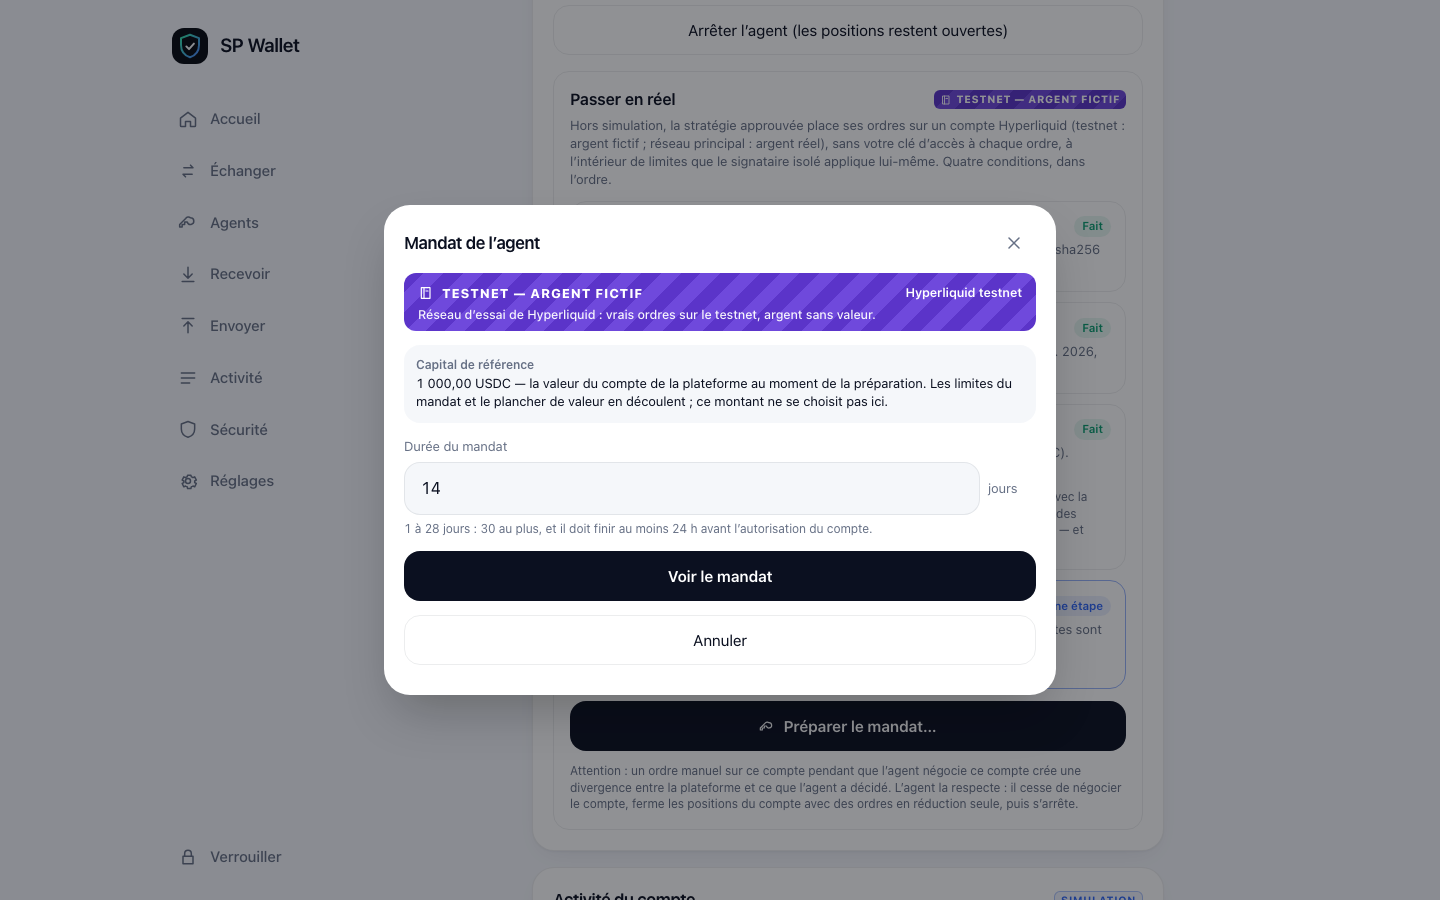 SP Wallet
Accueil
Échanger
Agents
Recevoir
Envoyer
Activité
Sécurité
Réglages
Verrouiller
Arrêter l’agent (les positions restent ouvertes)
Passer en réel
TESTNET — ARGENT FICTIF
Hors simulation, la stratégie approuvée place ses ordres sur un compte Hyperliquid (testnet :
argent fictif ; réseau principal : argent réel), sans votre clé d’accès à chaque ordre, à
l’intérieur de limites que le signataire isolé applique lui-même. Quatre conditions, dans
l’ordre.
Fait
sha256
Fait
. 2026,
Fait
C).
vec la
des
— et
ne étape
tes sont
Mandat de l’agent
TESTNET — ARGENT FICTIF
Hyperliquid testnet
Réseau d’essai de Hyperliquid : vrais ordres sur le testnet, argent sans valeur.
Capital de référence
1 000,00 USDC — la valeur du compte de la plateforme au moment de la préparation. Les limites du
mandat et le plancher de valeur en découlent ; ce montant ne se choisit pas ici.
Durée du mandat
14
jours
1 à 28 jours : 30 au plus, et il doit finir au moins 24 h avant l’autorisation du compte.
Voir le mandat
Annuler
Préparer le mandat…
Attention : un ordre manuel sur ce compte pendant que l’agent négocie ce compte crée une
divergence entre la plateforme et ce que l’agent a décidé. L’agent la respecte : il cesse de négocier
le compte, ferme les positions du compte avec des ordres en réduction seule, puis s’arrête.
Activité du compte
SIMULATION